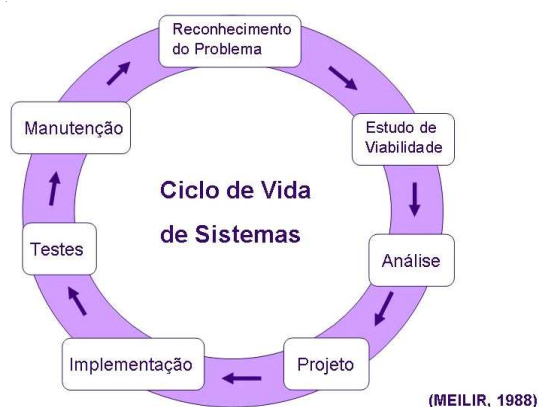 Reconhecimento
do Problema
Estudo de
Viabilidade
Análise
Projeto
Implementação
Testes
Manutenção
Ciclo de Vida
de Sistemas
(MEILIR, 1988)